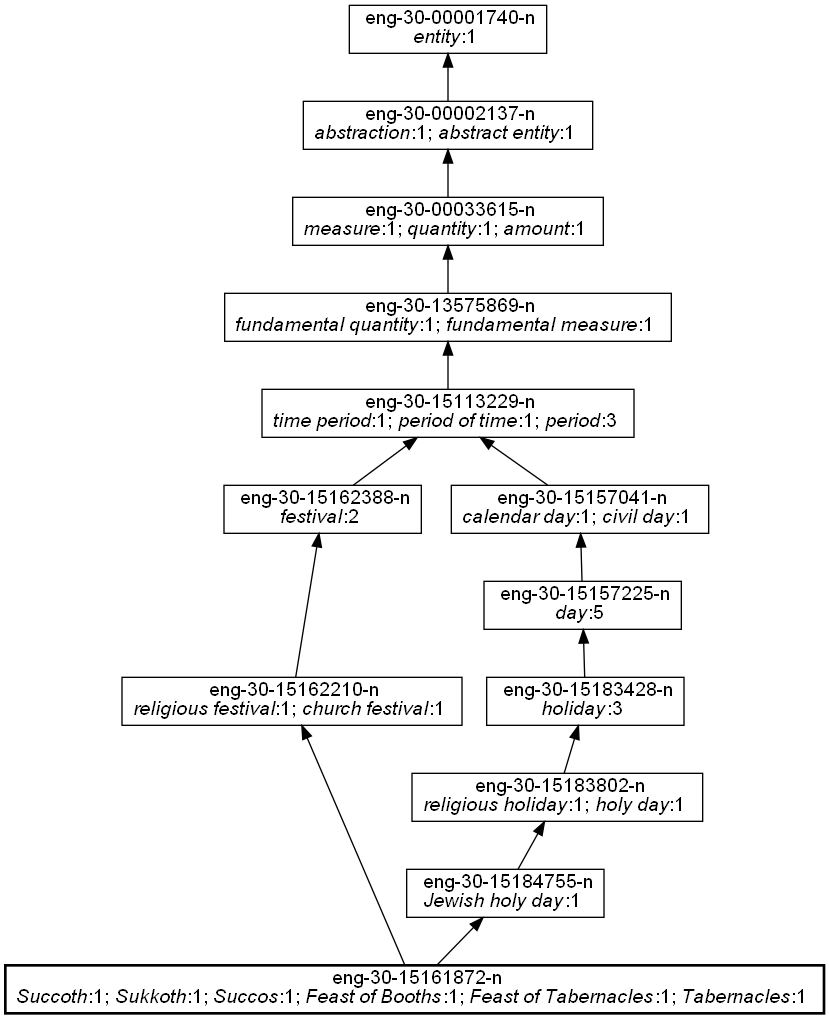 eng-30-00001740-n
entity:1
eng-30-00002137-n
abstraction:1; abstract entity:1
eng-30-00033615-n
measure:1; quantity:1; amount:1
eng-30-13575869-n
fundamental quantity:1; fundamental measure:1
eng-30-15113229-n
time period:1; period of time:1; period:3
eng-30-15162388-n
festival:2
eng-30-15157041-n
calendar day:1; civil day:1
eng-30-15157225-n
day:5
eng-30-15162210-n
religious festival:1; church festival:1
eng-30-15183428-n
holiday:3
eng-30-15183802-n
religious holiday:1; holy day:1
eng-30-15184755-n
Jewish holy day:1
eng-30-15161872-n
Succoth:1; Sukkoth:1; Succos:1; Feast of Booths:1; Feast of Tabernacles:1; Tabernacles:1